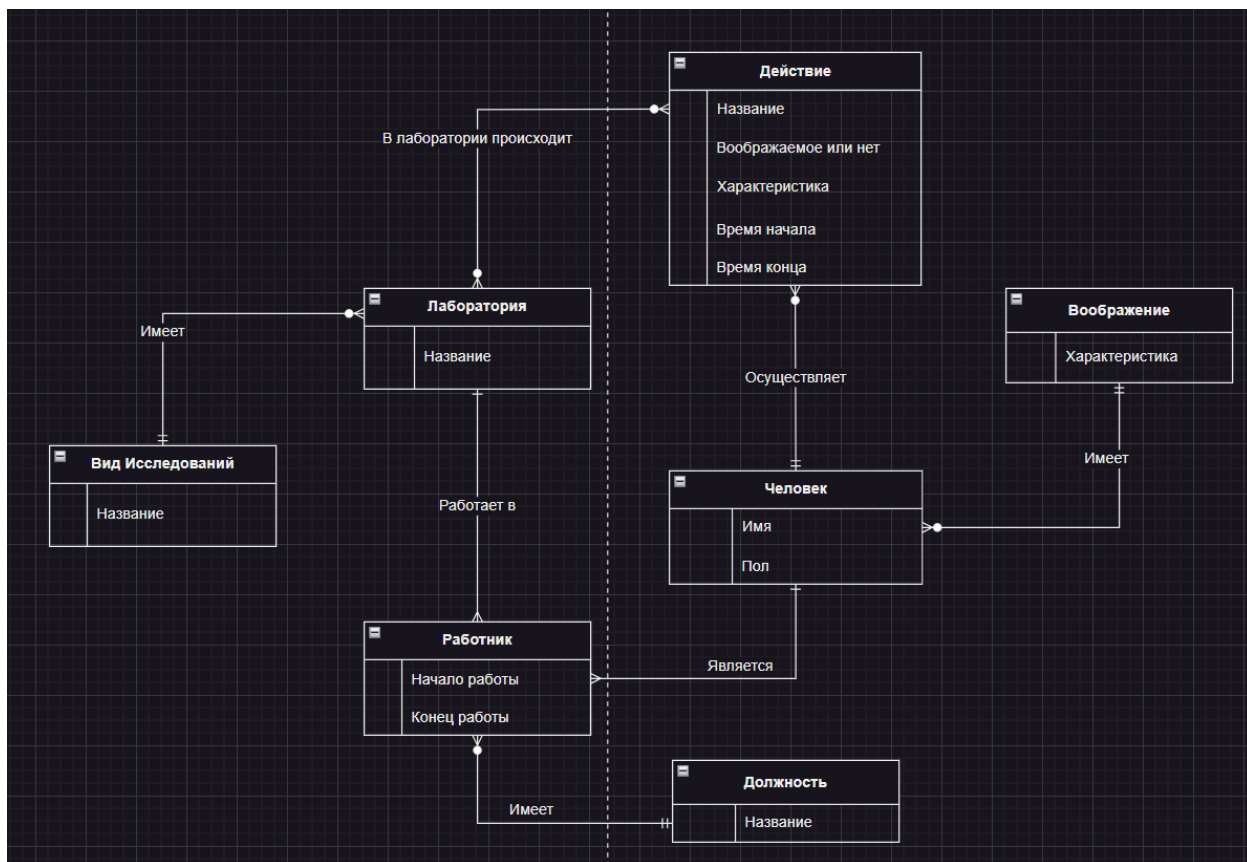 Действие
Название
В лаборатории происходит
Воображаемое или нет
Характеристика
Время начала
Время конца
Лаборатория
Название
Воображение
Характеристика
Имеет
Осуществляет
Имеет
Вид Исследований
Название
Человек
Имя
Пол
Работает в
Работник
Начало работы
Конец работы
Является
Имеет
Должность
Название